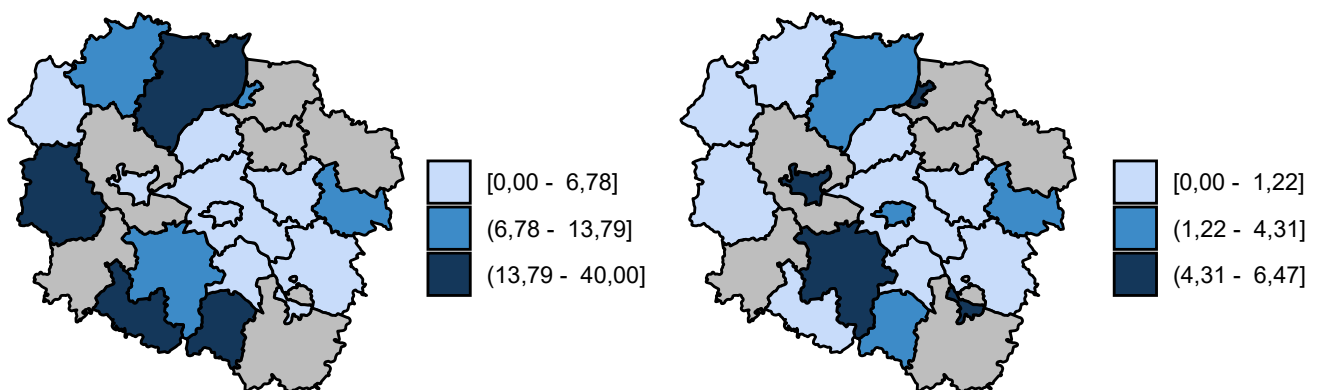 [0,00 - 6,78]
(6,78 - 13,79]
(13,79 - 40,00]
[0,00 - 1,22]
(1,22 - 4,31]
(4,31 - 6,47]